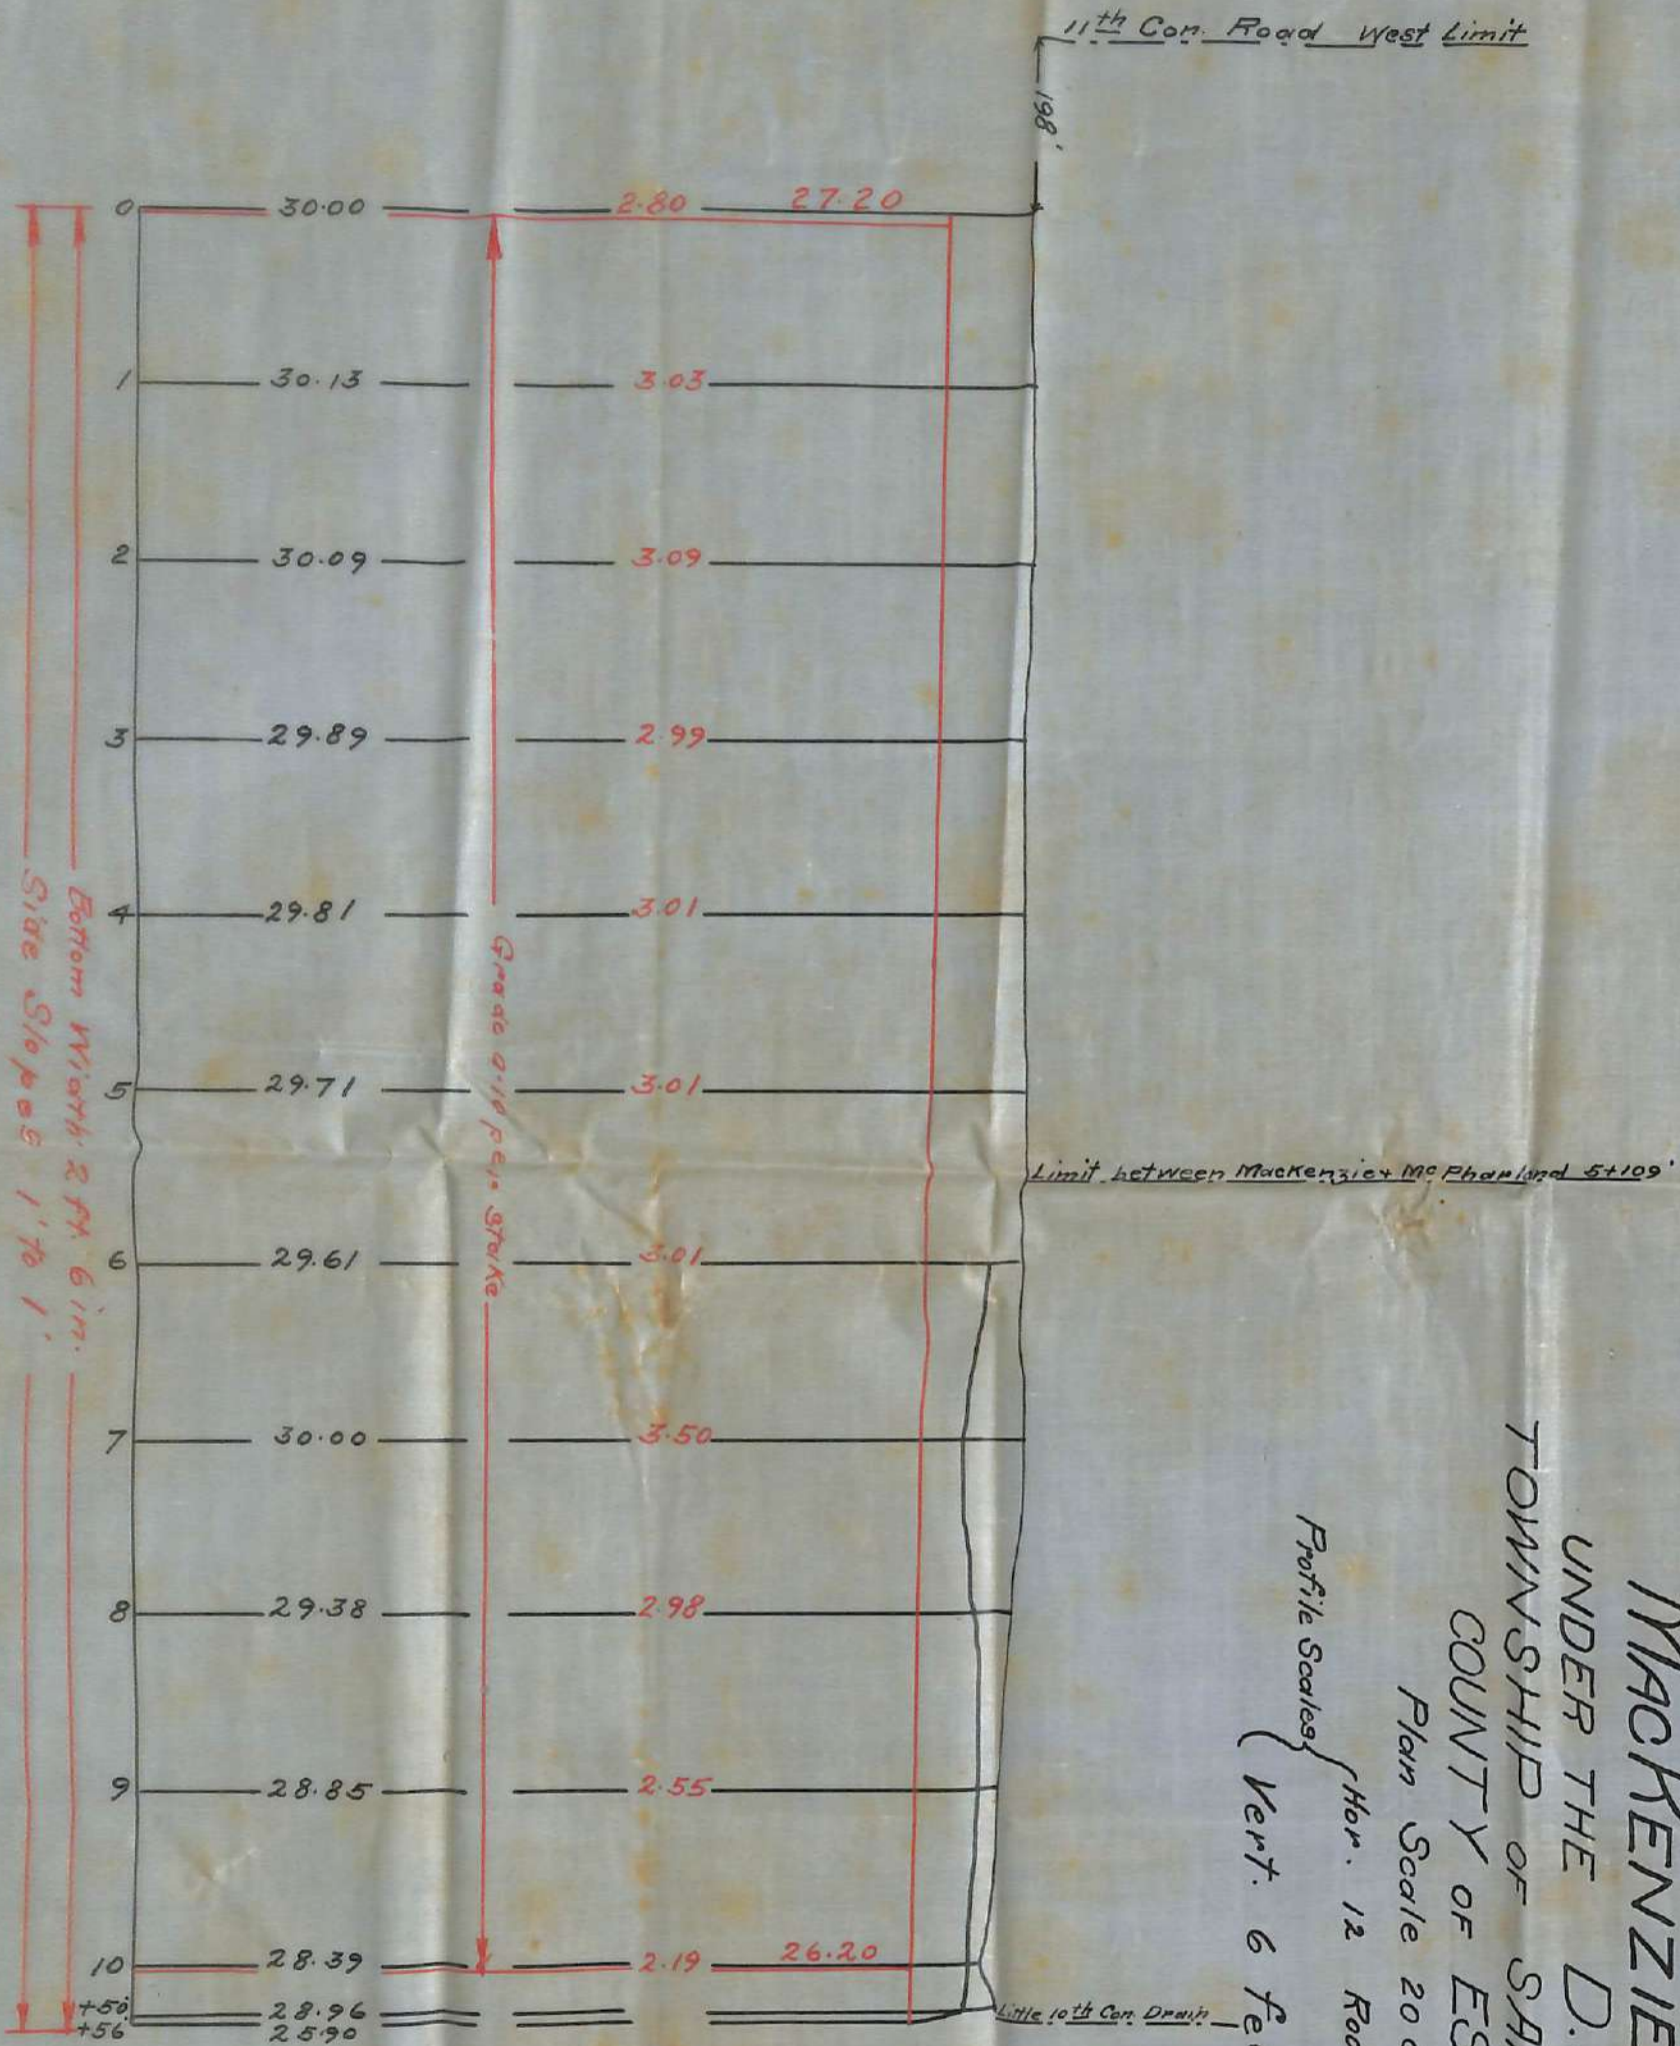 11th Con. Road West Limit
198'
0 30.00 2.80 27.20
1 30.13 3.03
2 30.09 3.09
3 29.89 2.99
4 29.81 3.01
5 29.71 3.01
Limit between Mackenzie & McPharland 5+109'
6 29.61 3.01
7 30.00 3.50
8 29.38 2.98
9 28.85 2.55
10 28.39 2.19 26.20
+50 28.96
+56 25.90
Little 10th Con. Drain
Grade 0.10 per stake
Bottom Width 2 ft 6 in.
Side Slopes 1' to 1'
MACKENZIE
UNDER THE D.
TOWNSHIP OF SA
COUNTY OF ES
Plan Scale 20
Profile Scales { Hor. 12 Rod
Vert. 6 fe